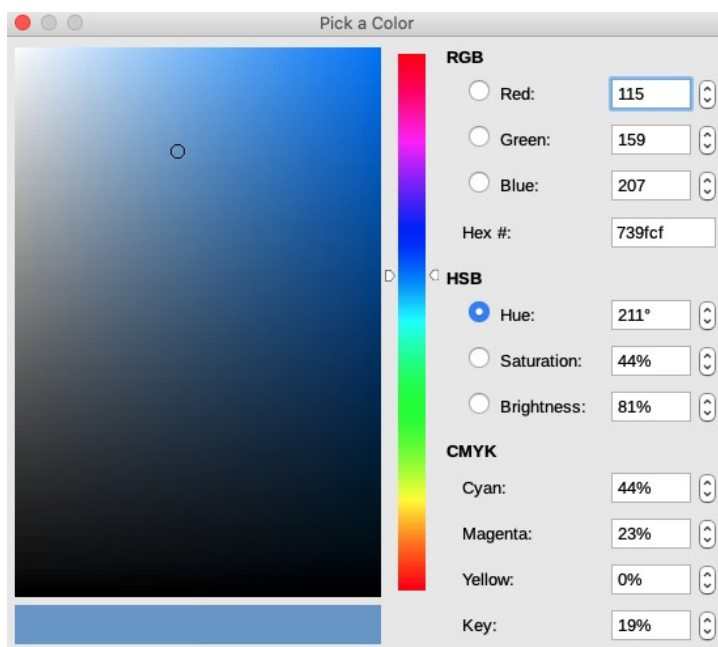 Pick a Color
RGB
Red: 115
Green: 159
Blue: 207
Hex #: 739fcf
HSB
Hue: 211°
Saturation: 44%
Brightness: 81%
CMYK
Cyan: 44%
Magenta: 23%
Yellow: 0%
Key: 19%